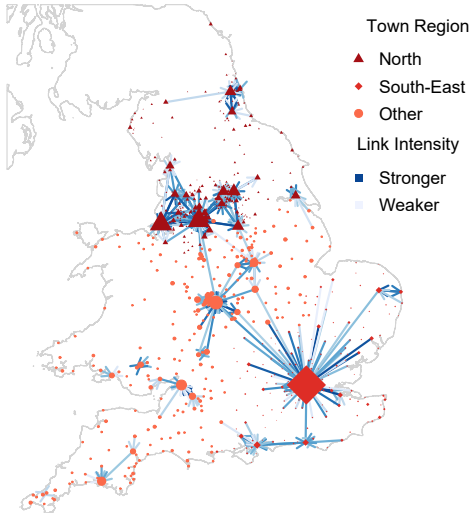 Town Region
North
South-East
Other
Link Intensity
Stronger
Weaker